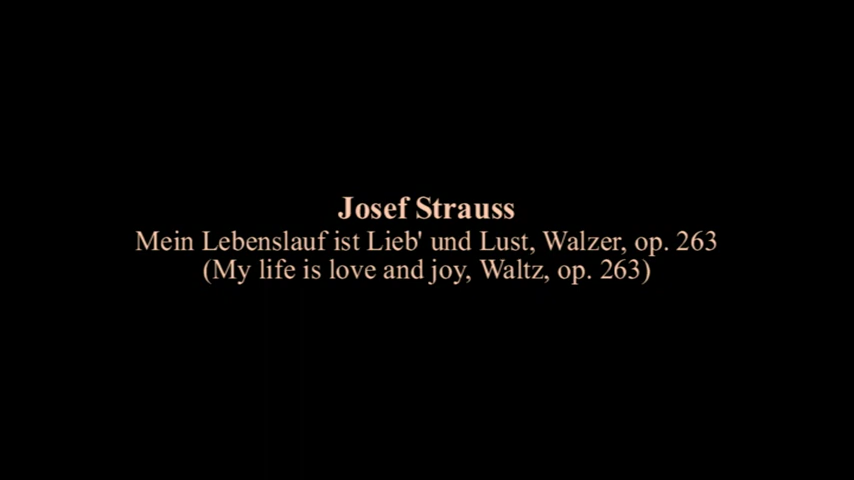 Josef Strauss
Mein Lebenslauf ist Lieb' und Lust, Walzer, op. 263
(My life is love and joy, Waltz, op. 263)